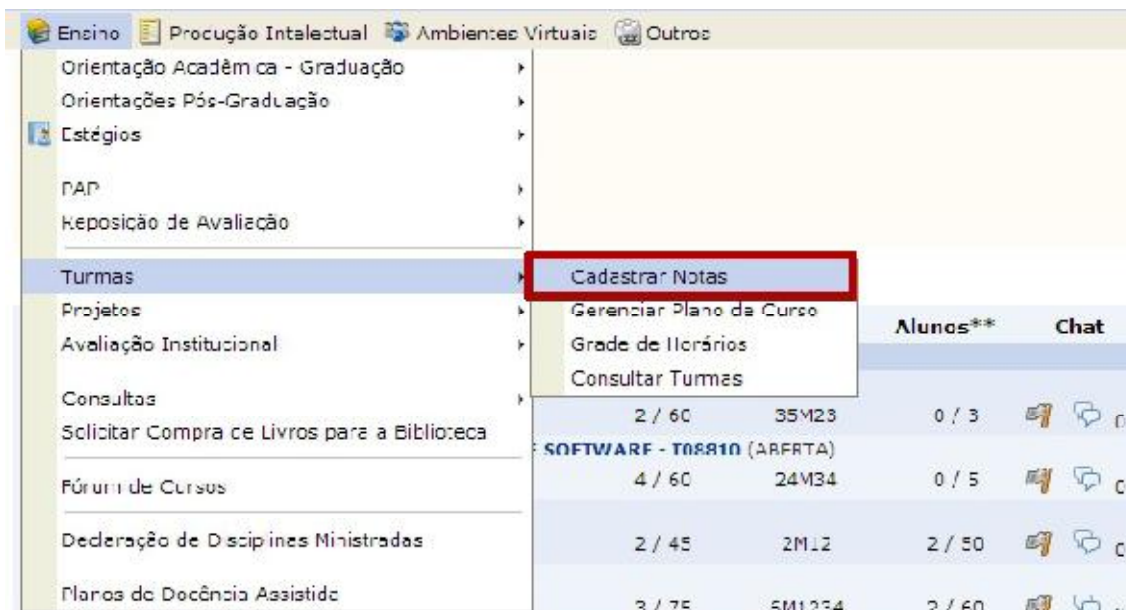 Ensino Produção Intelectual Ambientes Virtuais Outros
Orientação Acadêmica - Graduação
Orientações Pós-Graduação
Estágios
PAP
Reposição de Avaliação
Turmas
Cadastrar Notas
Projetos
Gerenciar Plano de Curso
Alunos** Chat
Avaliação Institucional
Grade de Horários
Consultar Turmas
Consultas
2 / 60 35M23 0 / 3
Solicitar Compra de Livros para a Biblioteca
SOFTWARE - T08810 (ABERTA)
Fórum de Cursos
4 / 60 24M34 0 / 5
Declaração de Disciplinas Ministradas
2 / 45 2M12 2 / 50
Planos de Docência Assistida
3 / 75 6M1234 2 / 60